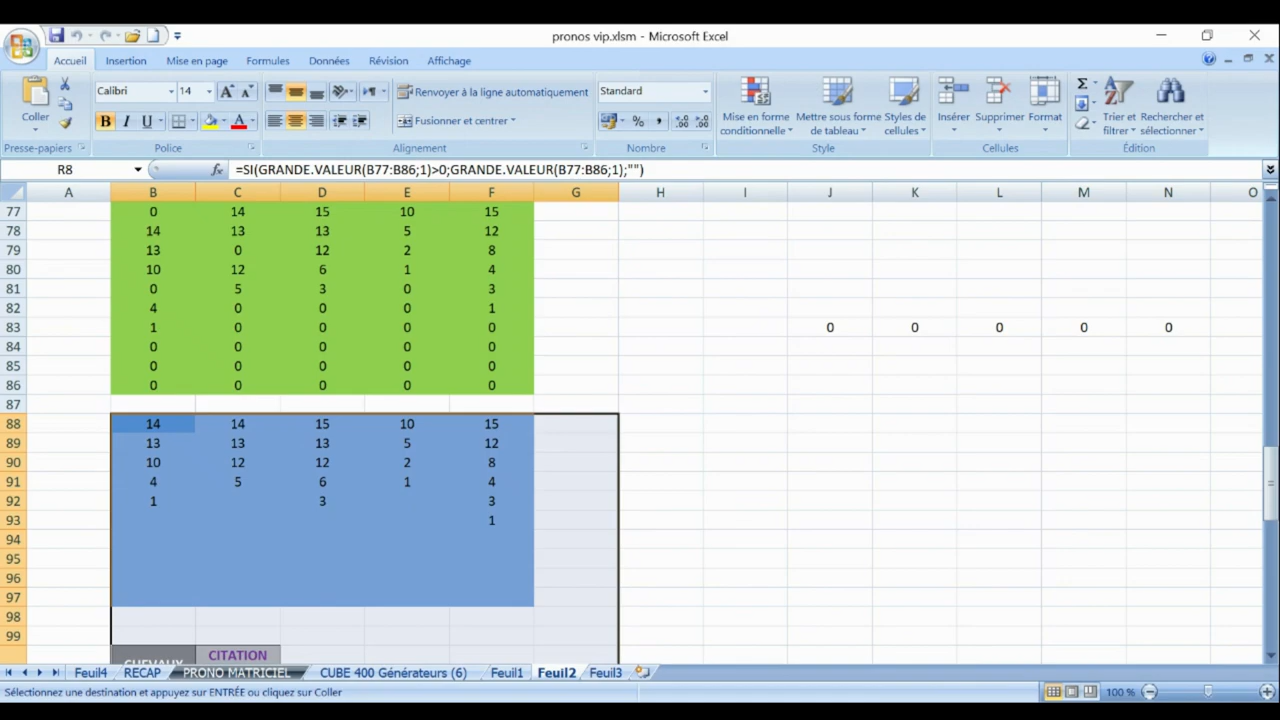 pronos vip.xlsm - Microsoft Excel
Accueil Insertion Mise en page Formules Données Révision Affichage
Coller
Presse-papiers
Calibri 14
B I U
Police
Renvoyer à la ligne automatiquement
Fusionner et centrer
Alignement
Standard
% ,
Nombre
Mise en forme conditionnelle
Mettre sous forme de tableau
Styles de cellules
Style
Insérer Supprimer Format
Cellules
Trier et filtrer
Rechercher et sélectionner
Édition
R8 fx =SI(GRANDE.VALEUR(B77:B86;1)>0;GRANDE.VALEUR(B77:B86;1);"")
A B C D E F G H I J K L M N O
77 0 14 15 10 15
78 14 13 13 5 12
79 13 0 12 2 8
80 10 12 6 1 4
81 0 5 3 0 3
82 4 0 0 0 1
83 1 0 0 0 0 0 0 0 0 0
84 0 0 0 0 0
85 0 0 0 0 0
86 0 0 0 0 0
87
88 14 14 15 10 15
89 13 13 13 5 12
90 10 12 12 2 8
91 4 5 6 1 4
92 1 3 3
93 1
94
95
96
97
98
99
CHEVAUX CITATION
Feuil4 RECAP PRONO MATRICIEL CUBE 400 Générateurs (6) Feuil1 Feuil2 Feuil3
Sélectionnez une destination et appuyez sur ENTRÉE ou cliquez sur Coller 100 %